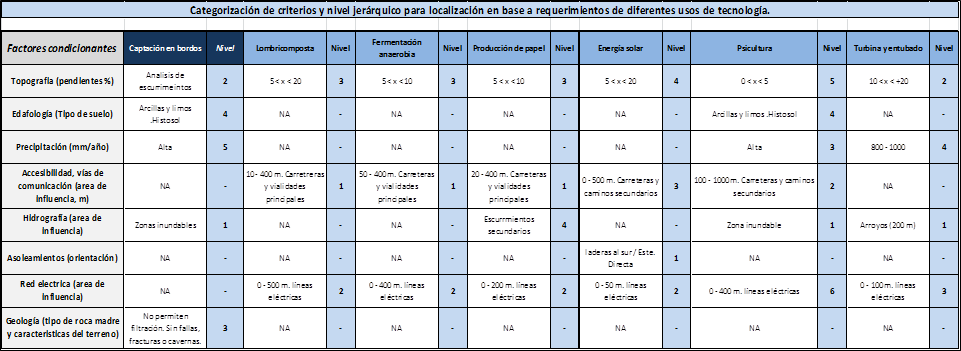 Categorización de criterios y nivel jerárquico para localización en base a requerimientos de diferentes usos de tecnología.
Factores condicionantes Captación en bordos Nivel Lombricomposta Nivel Fermentación anaerobia Nivel Producción de papel Nivel Energía solar Nivel Psicultura Nivel Turbina y entubado Nivel
Topografía (pendientes %) Analisis de escurrimeintos 2 5 < x < 20 3 5 < x < 10 3 5 < x < 10 3 5 < x < 20 4 0 < x < 5 5 10 < x < +20 2
Edafología (Tipo de suelo) Arcillas y limos .Histosol 4 NA - NA - NA - NA - Arcillas y limos .Histosol 4 NA -
Precipitación (mm/año) Alta 5 NA - NA - NA - NA - Alta 3 800 - 1000 4
Accesibilidad, vías de comunicación (area de influencia, m) NA - 10 - 400 m. Carretreras y vialidades principales 1 50 - 400m. Carreteras y vialidades principales 1 20 - 400 m. Carreteras y vialidades principales 1 0 - 500 m. Carreteras y caminos secundarios 3 100 - 1000m. Carreteras y caminos secundarios 2 NA -
Hidrografía (area de influencia) Zonas inundables 1 NA - NA - Escurrmientos secundarios 4 NA - Zona inundable 1 Arroyos (200 m) 1
Asoleamientos (orientación) NA - NA - NA - NA - laderas al sur / Este. Directa 1 NA - NA -
Red electrica (area de influencia) NA - 0 - 500 m. líneas eléctricas 2 0 - 400 m. líneas eléctricas 2 0 - 200 m. líneas eléctricas 2 0 - 50 m. líneas eléctricas 2 0 - 400 m. líneas eléctricas 6 0 - 100 m. líneas eléctricas 3
Geología (tipo de roca madre y características del terreno) No permiten filtración. Sin fallas, fracturas o cavernas. 3 NA - NA - NA - NA - NA - NA -